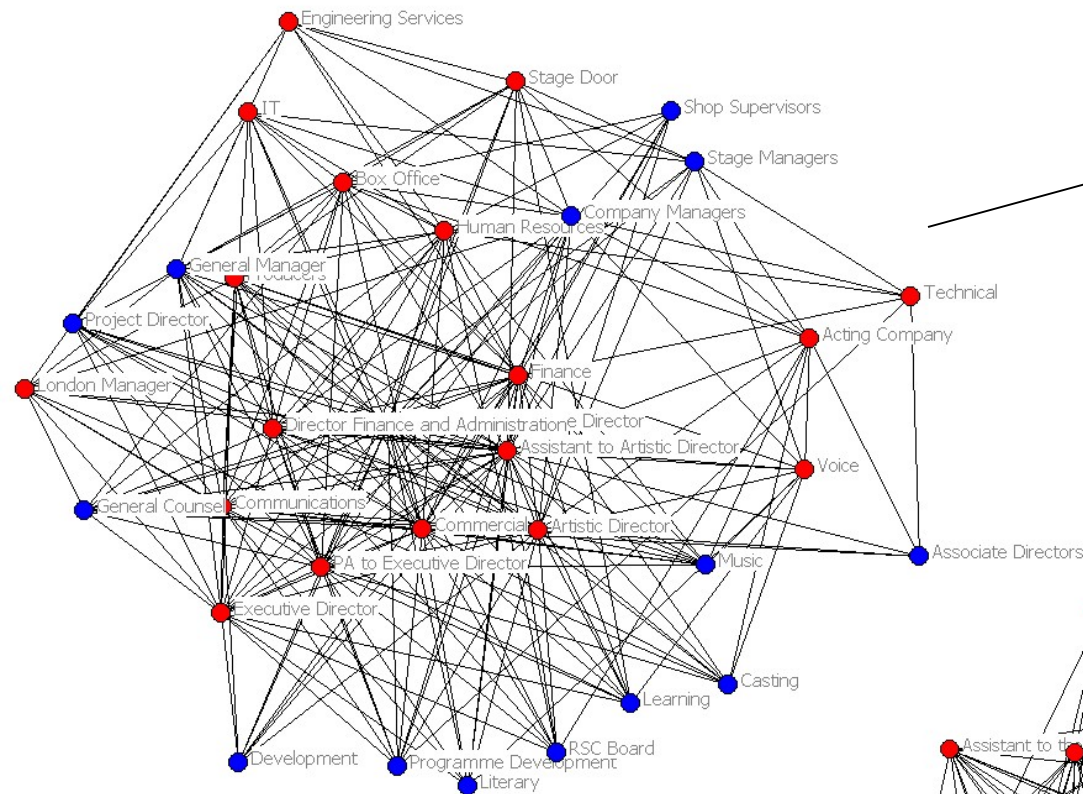 Engineering Services
Stage Door
Shop Supervisors
IT
Stage Managers
Box Office
Company Managers
Human Resources
General Manager
Technical
Project Director
Acting Company
Finance
London Manager
Director Finance and Administration
Director
Assistant to Artistic Director
Voice
General Counsel
Communications
Commercial
Artistic Director
Associate Directors
Music
PA to Executive Director
Executive Director
Casting
Learning
Assistant to
RSC Board
Development
Programme Development
Literary